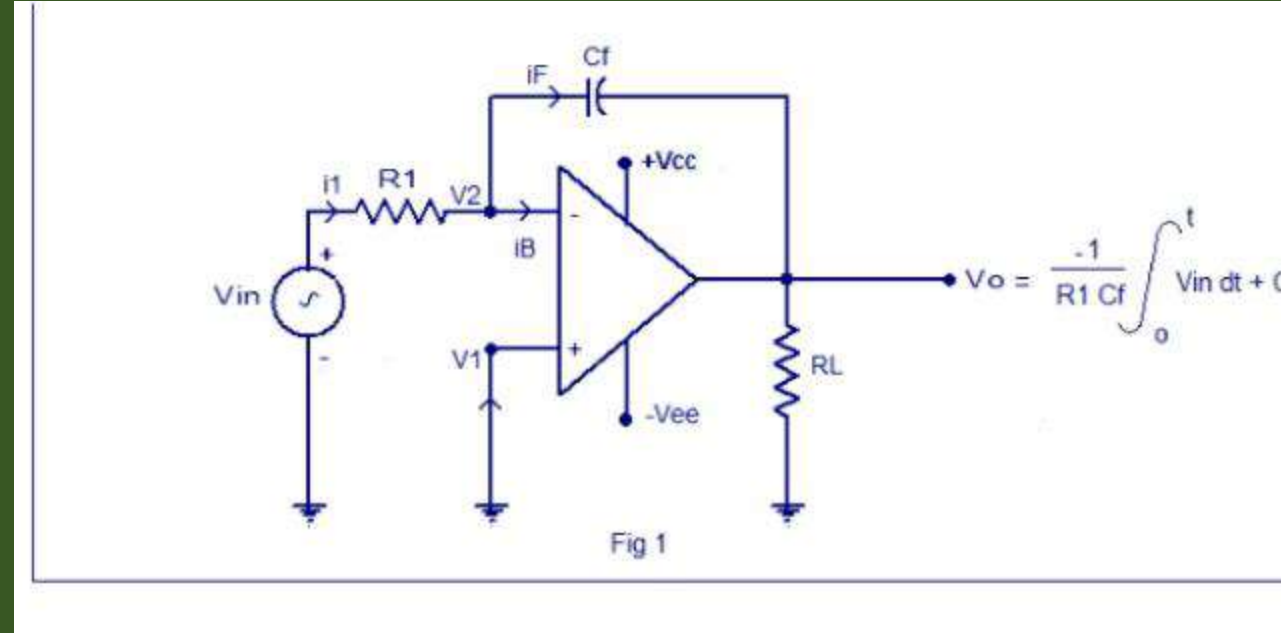 Cf
iF
+Vcc
i1 R1 V2
-
iB
+
Vin
-
Vo = -1 / R1 Cf ∫ o t Vin dt + C
V1 +
RL
-Vee
Fig 1